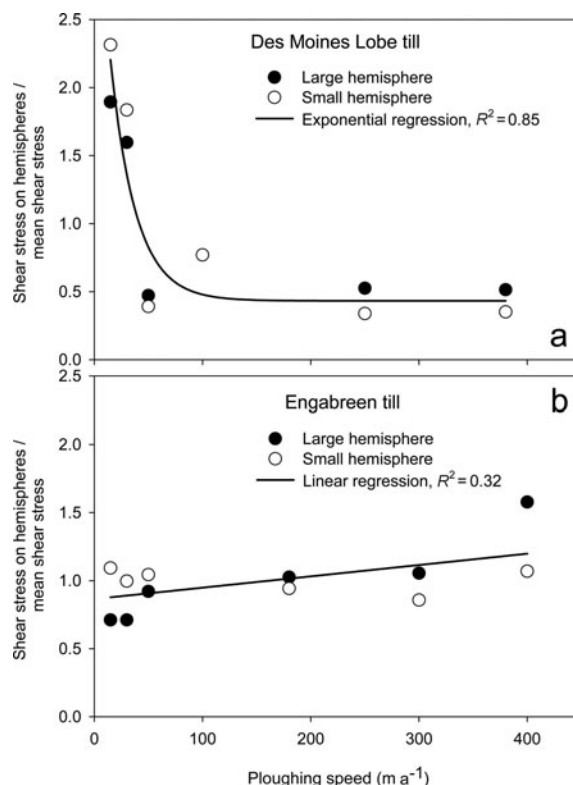 2.5
Des Moines Lobe till
Large hemisphere
2.0
Small hemisphere
Exponential regression, R² = 0.85
Shear stress on hemispheres /
mean shear stress
1.5
1.0
0.5
a
0.0
2.5
Engabreen till
b
Large hemisphere
2.0
Small hemisphere
Linear regression, R² = 0.32
Shear stress on hemispheres /
mean shear stress
1.5
1.0
0.5
0.0
0 100 200 300 400
Ploughing speed (m a⁻¹)